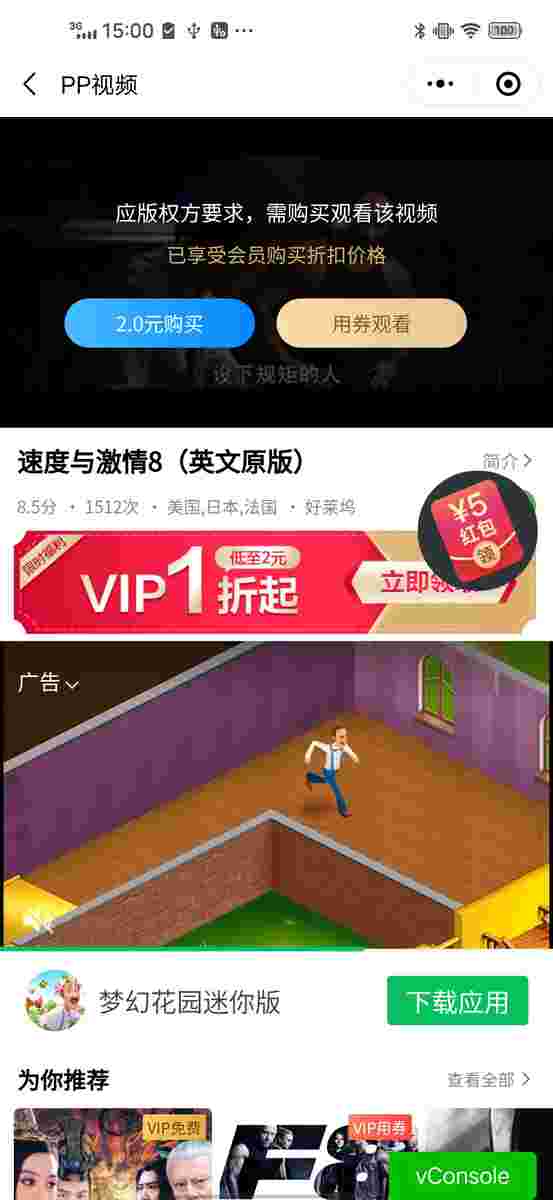 3G 15:00 100
PP视频
应版权方要求，需购买观看该视频
已享受会员购买折扣价格
2.0元购买 用券观看
设下规矩的人
速度与激情8（英文原版） 简介
8.5分 · 1512次 · 美国,日本,法国 · 好莱坞
限时福利
VIP1折起 低至2元
立即领
¥5
红包
领
广告
梦幻花园迷你版 下载应用
为你推荐 查看全部
VIP免费 VIP用券
F8
vConsole